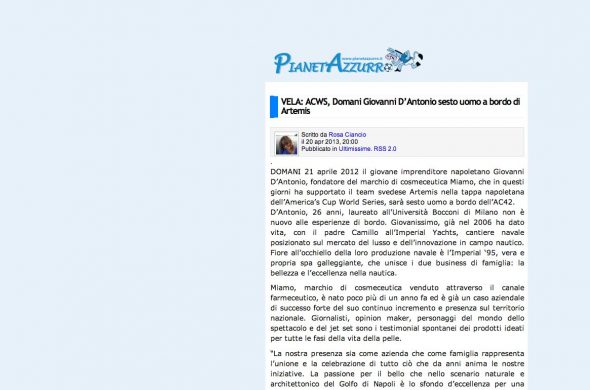 www.pianetazzurro.it
PIANETAZZURRO
VELA: ACWS, Domani Giovanni D'Antonio sesto uomo a bordo di
Artemis
Scritto da Rosa Ciancio
il 20 apr 2013, 20:00
Pubblicato in Ultimissime. RSS 2.0
.
DOMANI 21 aprile 2012 il giovane imprenditore napoletano Giovanni
D'Antonio, fondatore del marchio di cosmeceutica Miamo, che in questi
giorni ha supportato il team svedese Artemis nella tappa napoletana
dell'America's Cup World Series, sarà sesto uomo a bordo dell'AC42.
D'Antonio, 26 anni, laureato all'Università Bocconi di Milano non è
nuovo alle esperienze di bordo. Giovanissimo, già nel 2006 ha dato
vita, con il padre Camillo all'Imperial Yachts, cantiere navale
posizionato sul mercato del lusso e dell'innovazione in campo nautico.
Fiore all'occhiello della loro produzione navale è l'Imperial '95, vera e
propria spa galleggiante, che unisce i due business di famiglia: la
bellezza e l'eccellenza nella nautica.
Miamo, marchio di cosmeceutica venduto attraverso il canale
farmeceutico, è nato poco più di un anno fa ed è già un caso aziendale
di successo forte del suo continuo incremento e presenza sul territorio
nazionale. Giornalisti, opinion maker, personaggi del mondo dello
spettacolo e del jet set sono i testimonial spontanei dei prodotti ideati
per tutte le fasi della vita della pelle.
"La nostra presenza sia come azienda che come famiglia rappresenta
l'unione e la celebrazione di tutto ciò che da anni anima le nostre
iniziative. La passione per il bello che nello scenario naturale e
architettonico del Golfo di Napoli è lo sfondo d'eccellenza per una